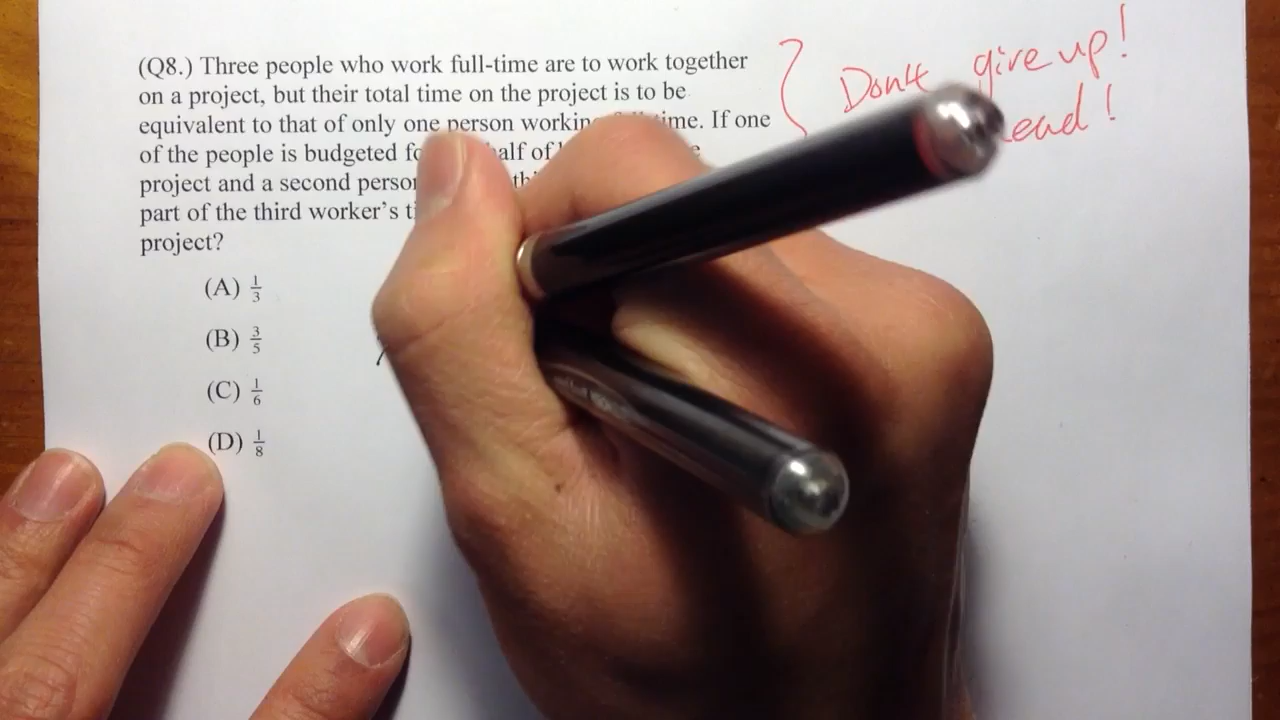 (Q8.) Three people who work full-time are to work together
on a project, but their total time on the project is to be
equivalent to that of only one person working time. If one
of the people is budgeted half of
project and a second person
part of the third worker's
project?
(A) 1/3
(B) 3/5
(C) 1/6
(D) 1/8
Don't give up!